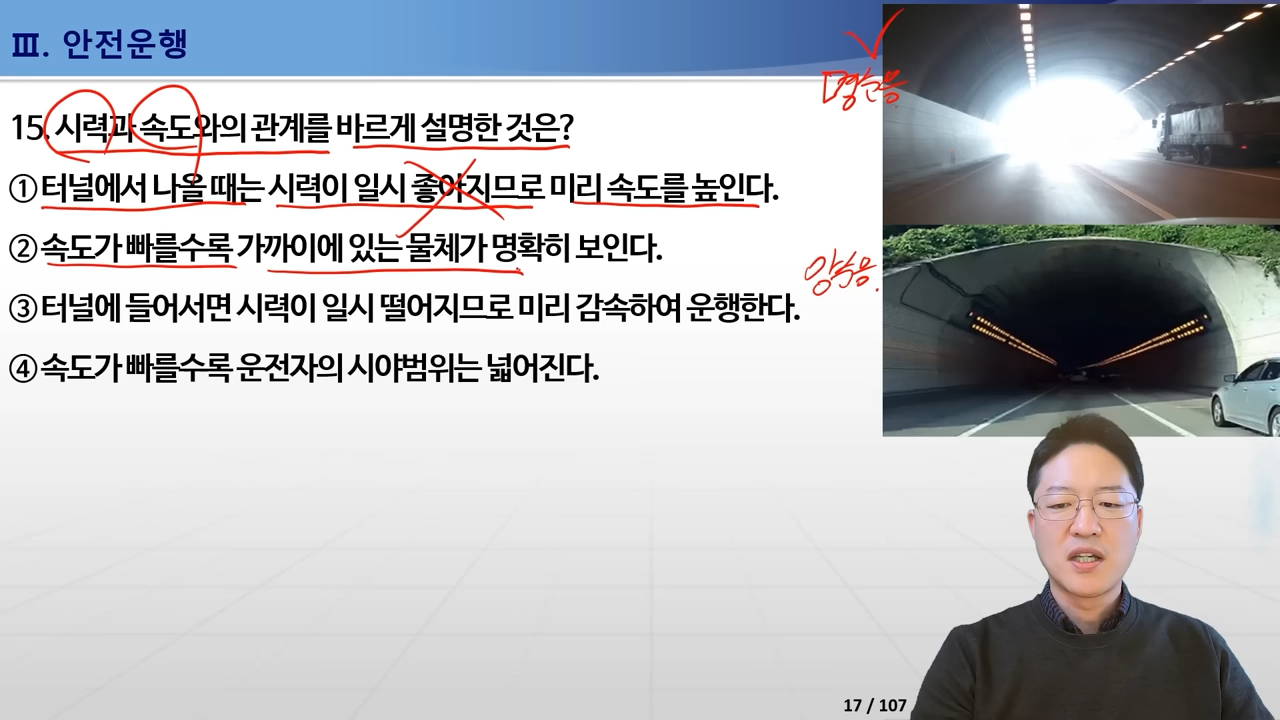 Ⅲ. 안전운행
15. 시력과 속도와의 관계를 바르게 설명한 것은?
① 터널에서 나올 때는 시력이 일시 좋아지므로 미리 속도를 높인다.
② 속도가 빠를수록 가까이에 있는 물체가 명확히 보인다.
③ 터널에 들어서면 시력이 일시 떨어지므로 미리 감속하여 운행한다.
④ 속도가 빠를수록 운전자의 시야범위는 넓어진다.
명순응
암순응.
17 / 107